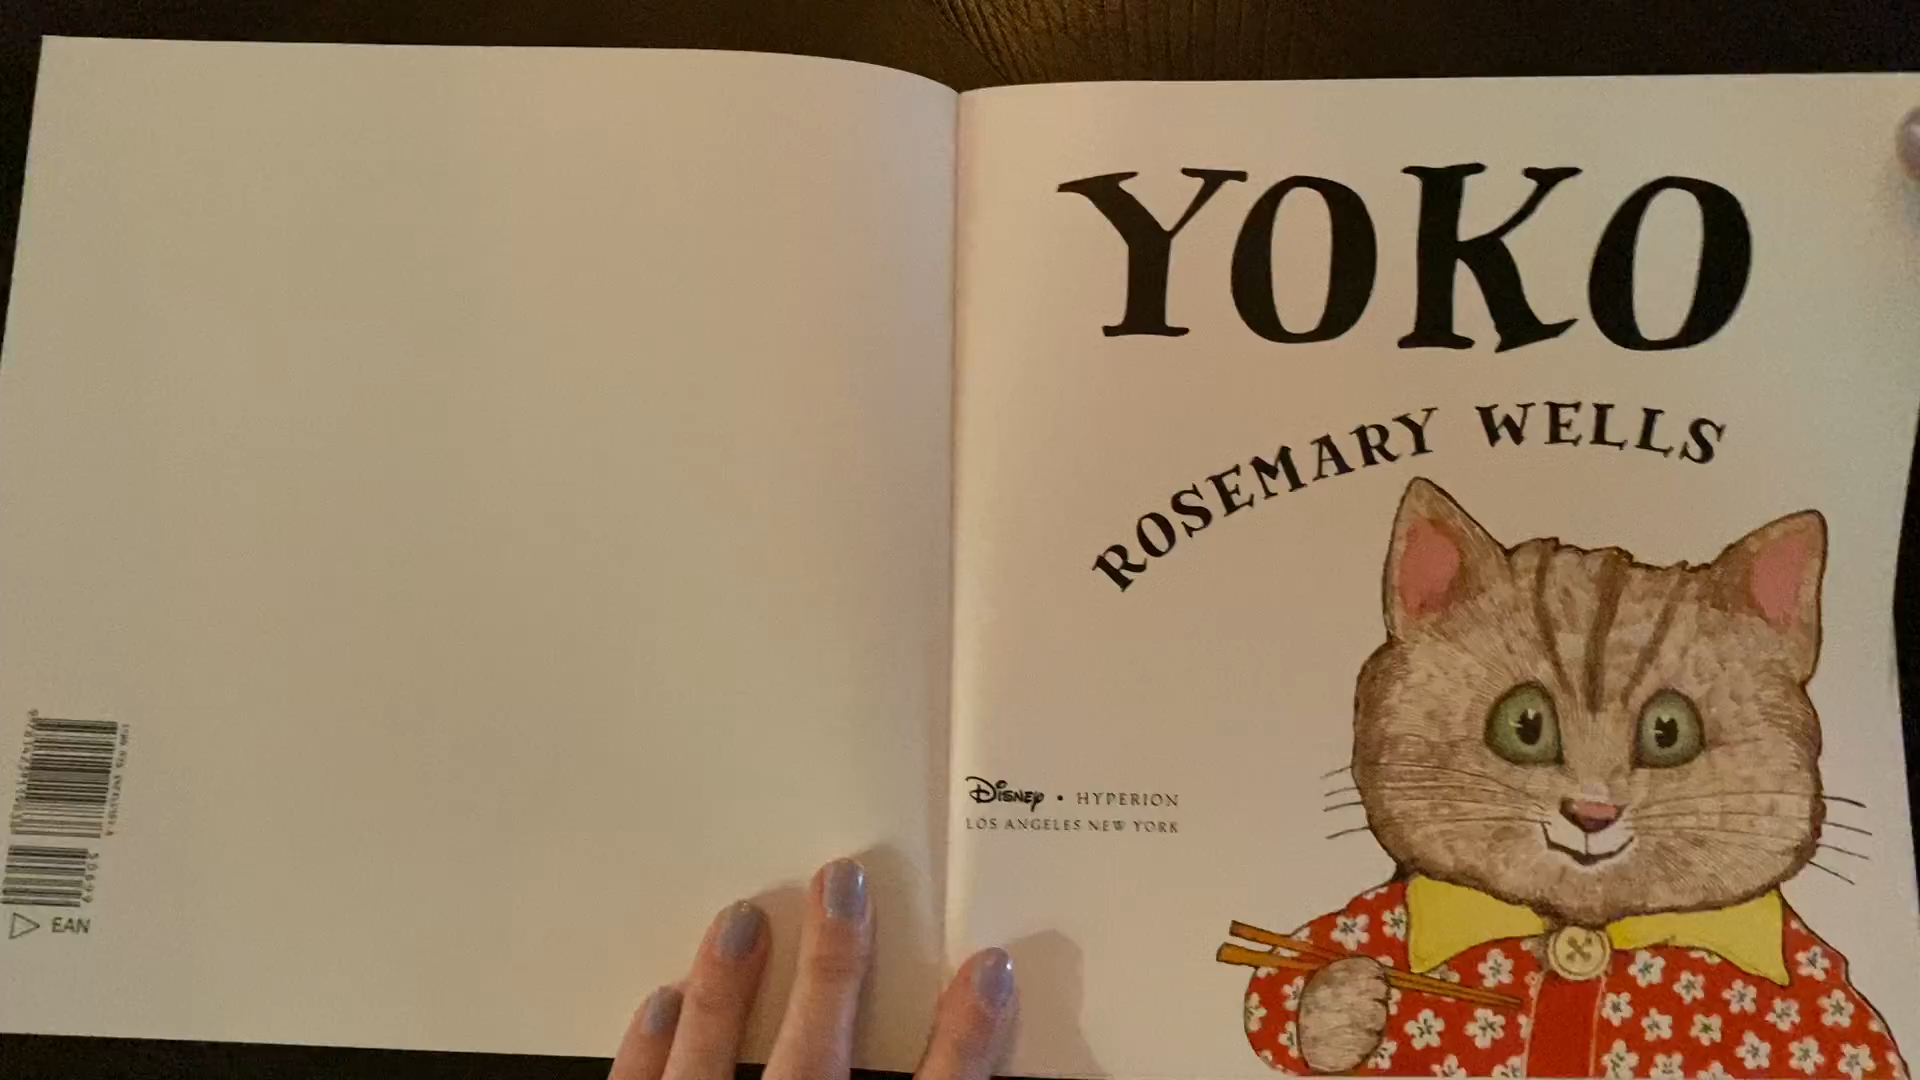 EAN
YOKO
ROSEMARY WELLS
DISNEY • HYPERION
LOS ANGELES NEW YORK